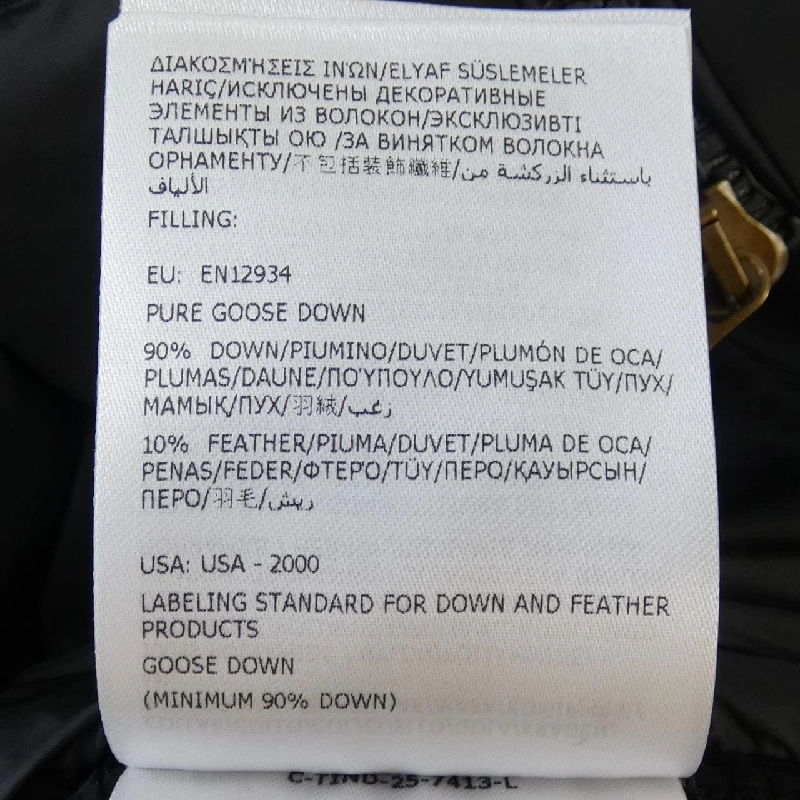 ΔΙΑΚΟΣΜΉΣΕΙΣ ΙΝΏΝ/ELYAF SÜSLEMELER
HARIÇ/ИСКЛЮЧЕНЫ ДЕКОРАТИВНЫЕ
ЭЛЕМЕНТЫ ИЗ ВОЛОКОН/ЭКСКЛЮЗИВТІ
ТАЛШЫҚТЫ ОЮ /ЗА ВИНЯТКОМ ВОЛОКНА
ОРНАМЕНТУ/不包括裝飾纖維/باستثناء الزركشة من
الألياف
FILLING:
EU: EN12934
PURE GOOSE DOWN
90% DOWN/PIUMINO/DUVET/PLUMÓN DE OCA/
PLUMAS/DAUNE/ΠΟΎΠΟΥΛΟ/YUMUŞAK TÜY/ПУХ/
МАМЫҚ/ПУХ/羽絨/زغب
10% FEATHER/PIUMA/DUVET/PLUMA DE OCA/
PENAS/FEDER/ΦΤΕΡΌ/TÜY/ПЕРО/ҚАУЫРСЫН/
ПЕРО/羽毛/ريش
USA: USA - 2000
LABELING STANDARD FOR DOWN AND FEATHER
PRODUCTS
GOOSE DOWN
(MINIMUM 90% DOWN)
C-TIND-25-7413-L